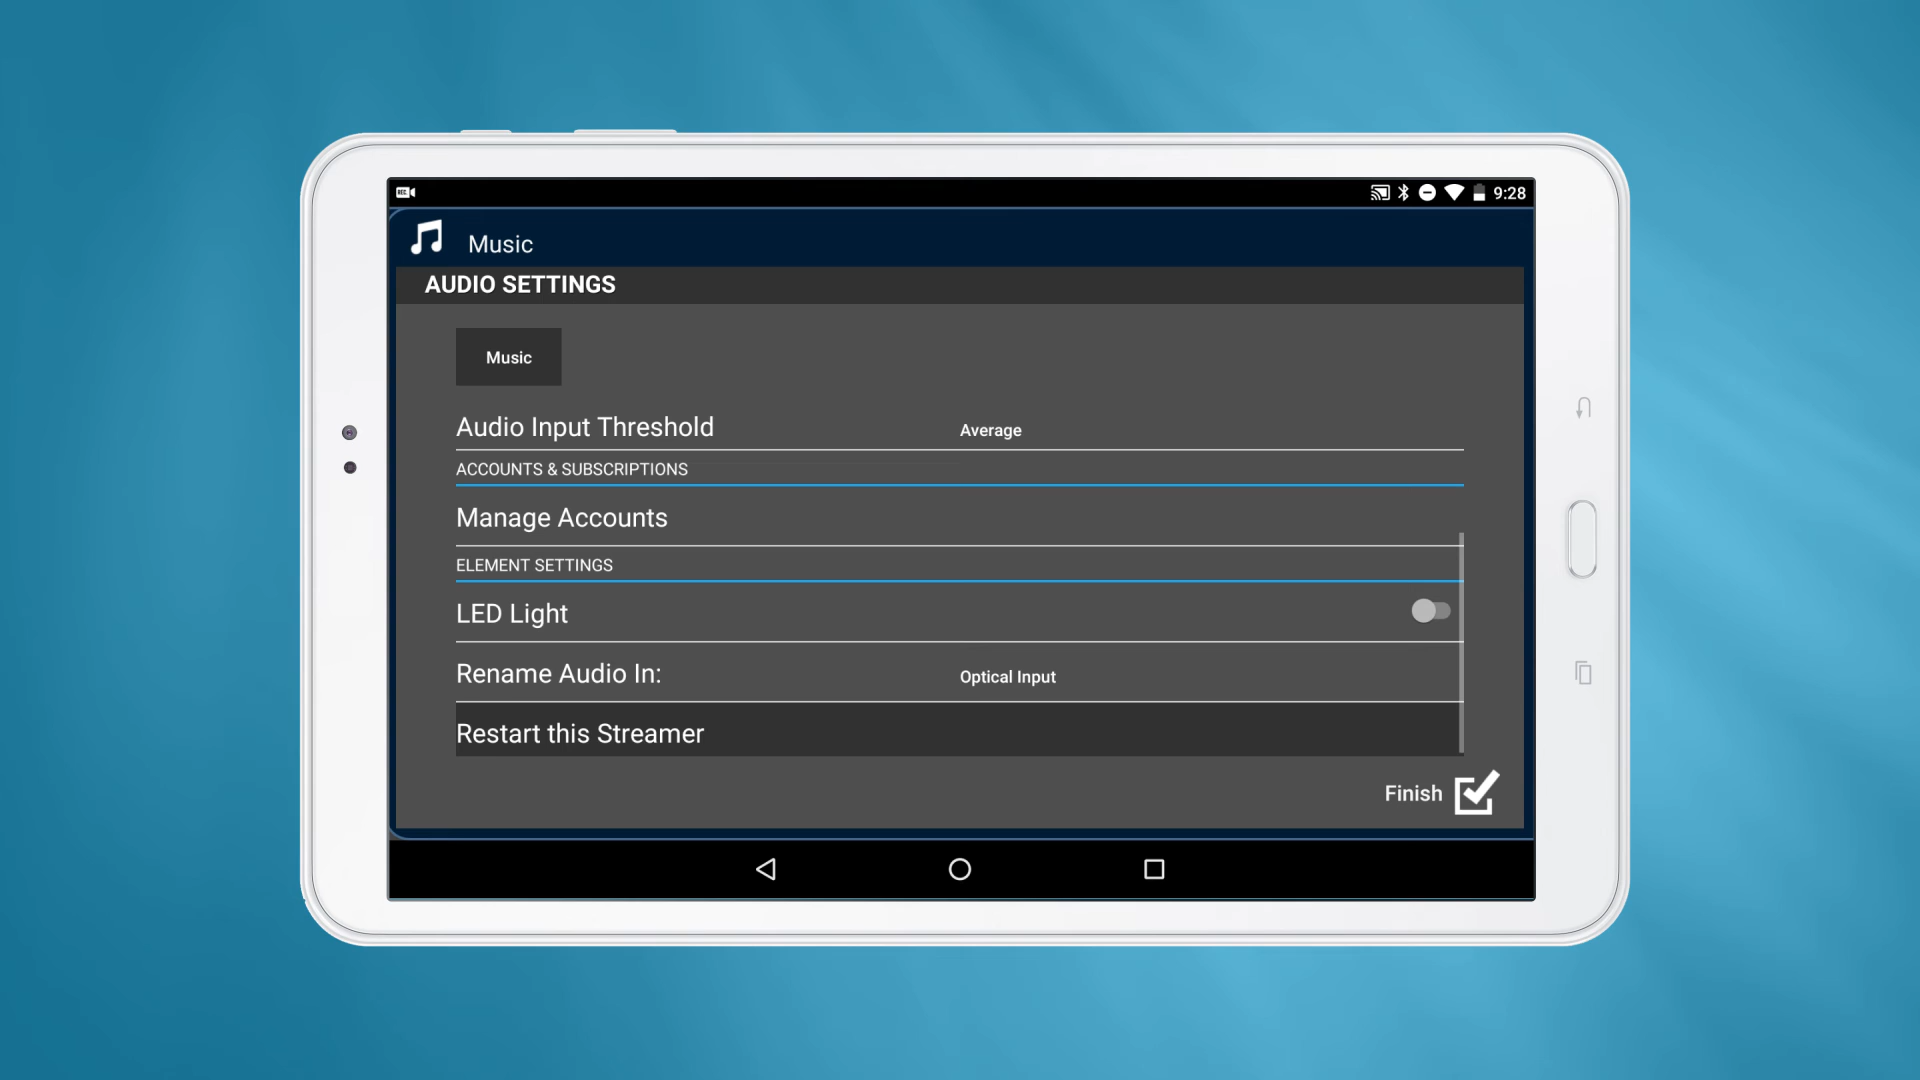 REC
9:28
Music
AUDIO SETTINGS
Music
Audio Input Threshold
Average
ACCOUNTS & SUBSCRIPTIONS
Manage Accounts
ELEMENT SETTINGS
LED Light
Rename Audio In:
Optical Input
Restart this Streamer
Finish